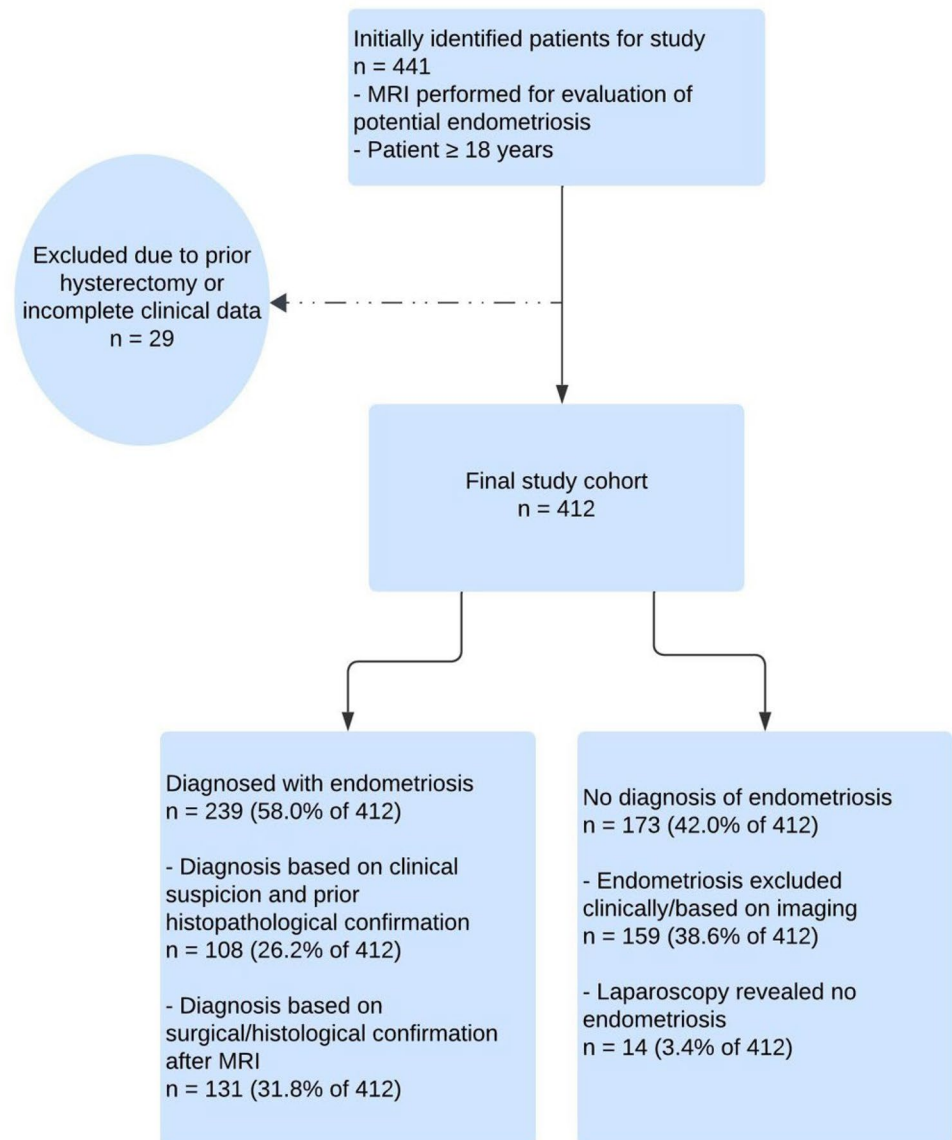 Initially identified patients for study
n = 441
- MRI performed for evaluation of
potential endometriosis
- Patient ≥ 18 years
Excluded due to prior
hysterectomy or
incomplete clinical data
n = 29
Final study cohort
n = 412
Diagnosed with endometriosis
n = 239 (58.0% of 412)
- Diagnosis based on clinical
suspicion and prior
histopathological confirmation
n = 108 (26.2% of 412)
- Diagnosis based on
surgical/histological confirmation
after MRI
n = 131 (31.8% of 412)
No diagnosis of endometriosis
n = 173 (42.0% of 412)
- Endometriosis excluded
clinically/based on imaging
n = 159 (38.6% of 412)
- Laparoscopy revealed no
endometriosis
n = 14 (3.4% of 412)